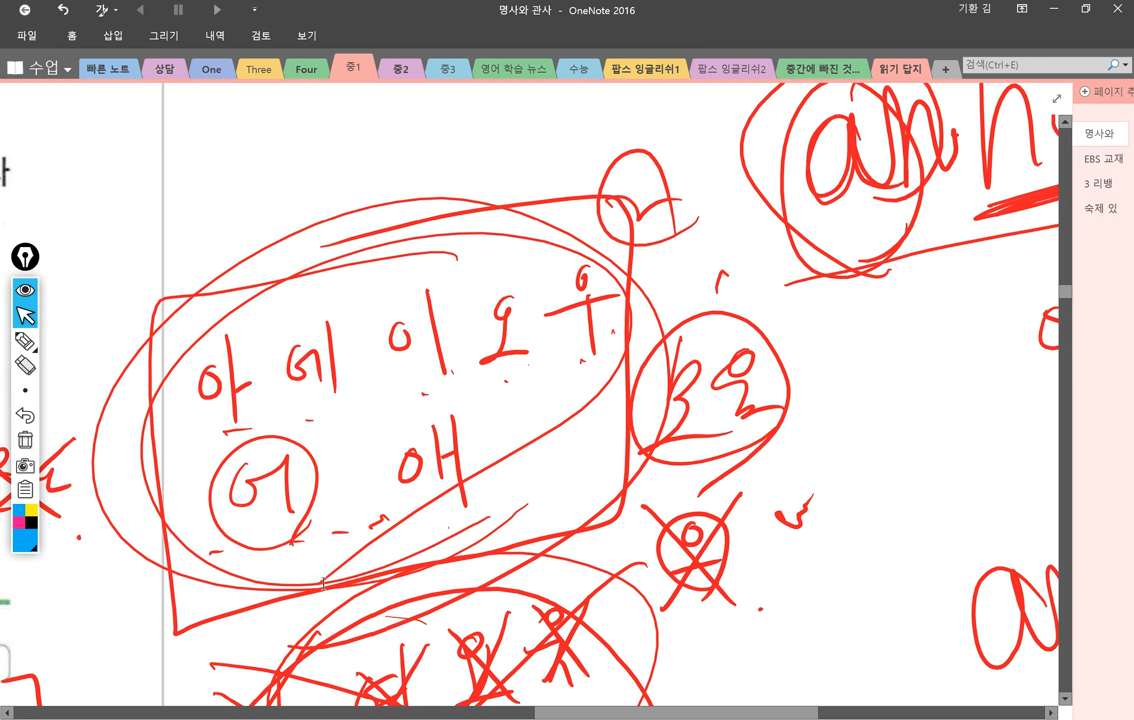 명사와 관사 - OneNote 2016
기환 김
파일 홈 삽입 그리기 내역 검토 보기
수업
빠른 노트 상담 One Three Four 중1 중2 중3 영어 학습 뉴스 수능 팝스 잉글리쉬1 팝스 잉글리쉬2 중간에 빠진 것... 읽기 답지
검색(Ctrl+E)
페이지 추
명사와
EBS 교재
3 리뱅
숙제 있
아 에 이 오 우
어 애
모음
an h